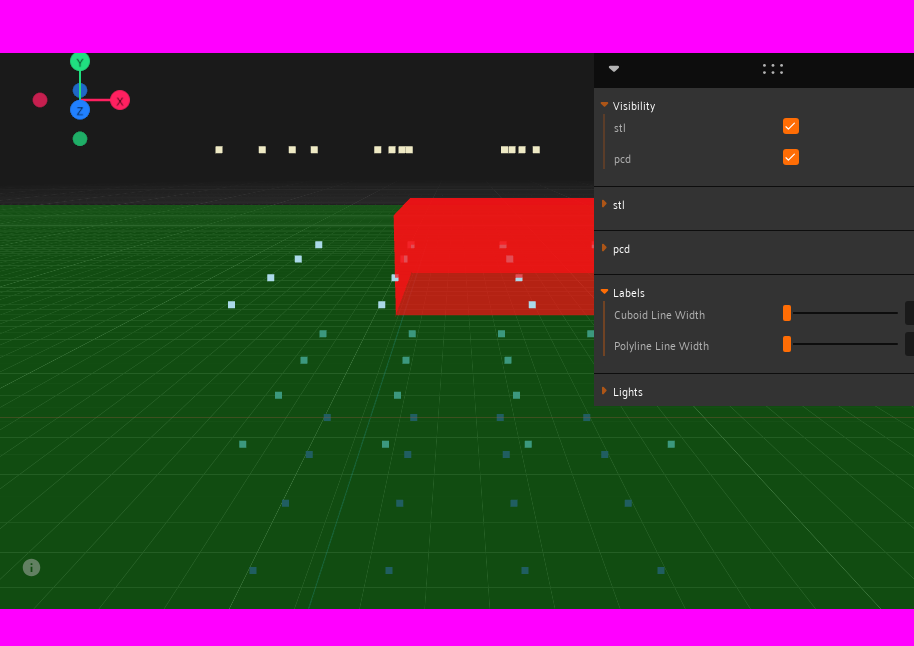 Y
X
Z
Visibility
stl
pcd
stl
pcd
Labels
Cuboid Line Width
Polyline Line Width
Lights
i